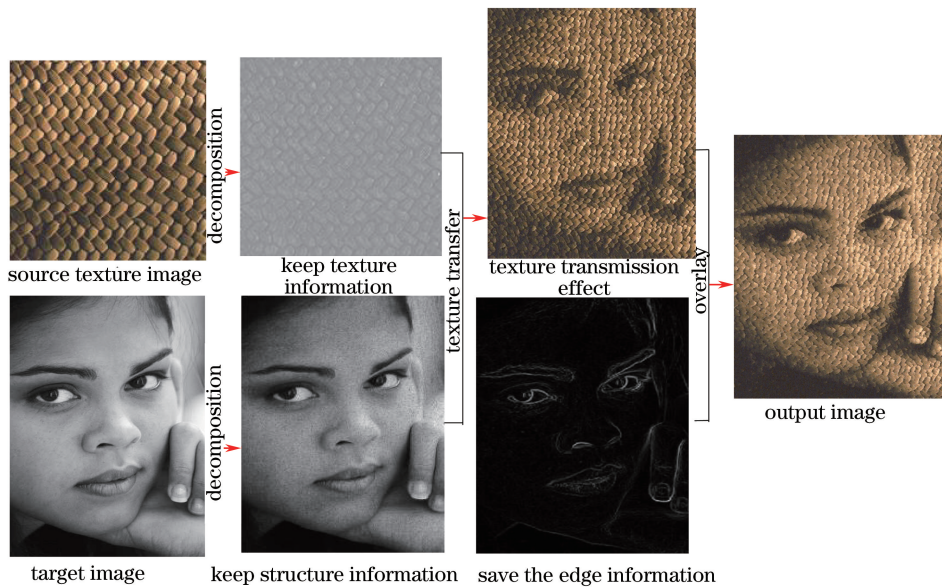 source texture image
decomposition
keep texture
information
texture transfer
texture transmission
effect
overlay
output image
target image
decomposition
keep structure information
save the edge information